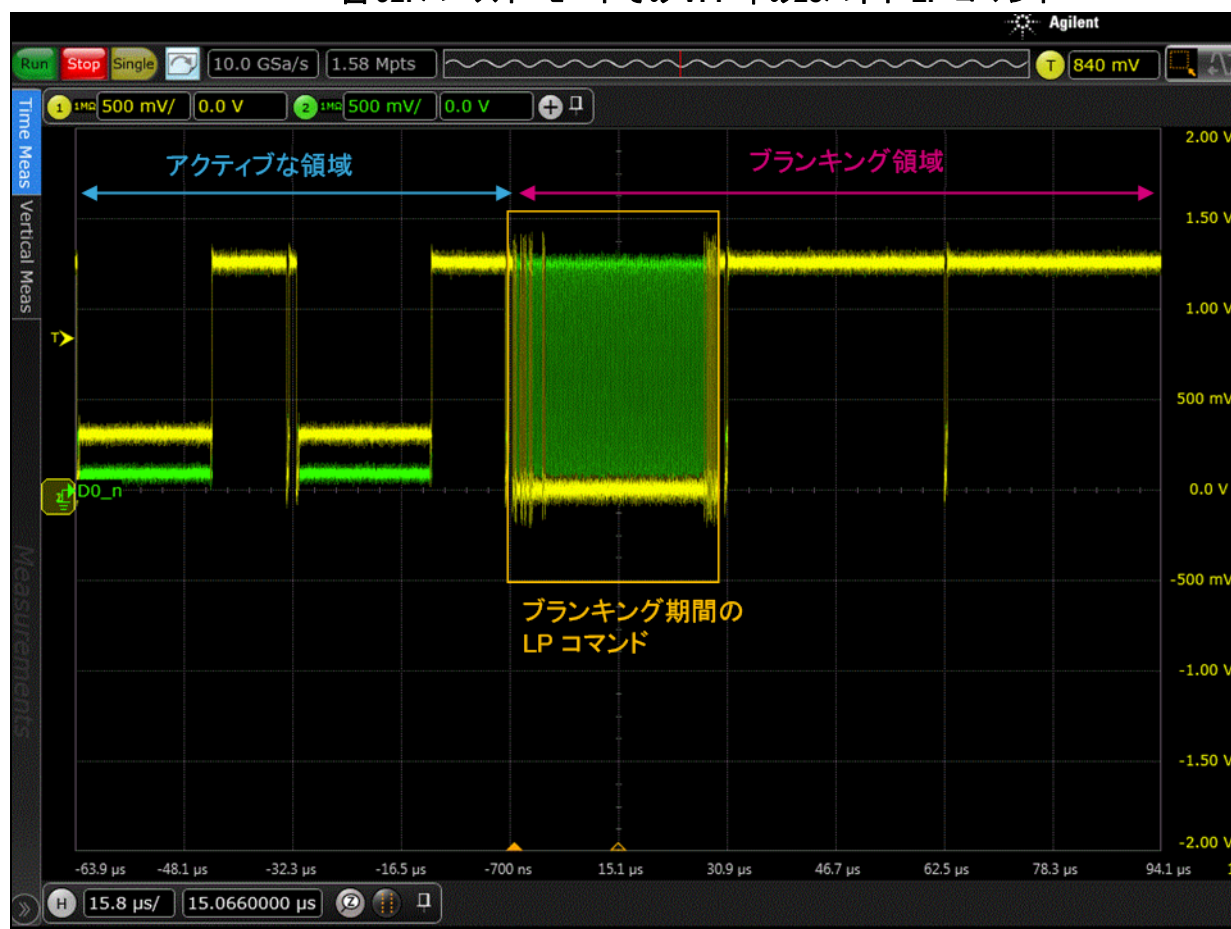 Agilent
Run Stop Single 10.0 GSa/s 1.58 Mpts T 840 mV
1 1MΩ 500 mV/ 0.0 V 2 1MΩ 500 mV/ 0.0 V
Time Meas
Vertical Meas
Measurements
アクティブな領域
ブランキング領域
2.00 V
1.50 V
1.00 V
T
500 mV
D0_n
0.0 V
-500 mV
ブランキング期間の
LP コマンド
-1.00 V
-1.50 V
-2.00 V
-63.9 µs -48.1 µs -32.3 µs -16.5 µs -700 ns 15.1 µs 30.9 µs 46.7 µs 62.5 µs 78.3 µs 94.1 µs
H 15.8 µs/ 15.0660000 µs Z